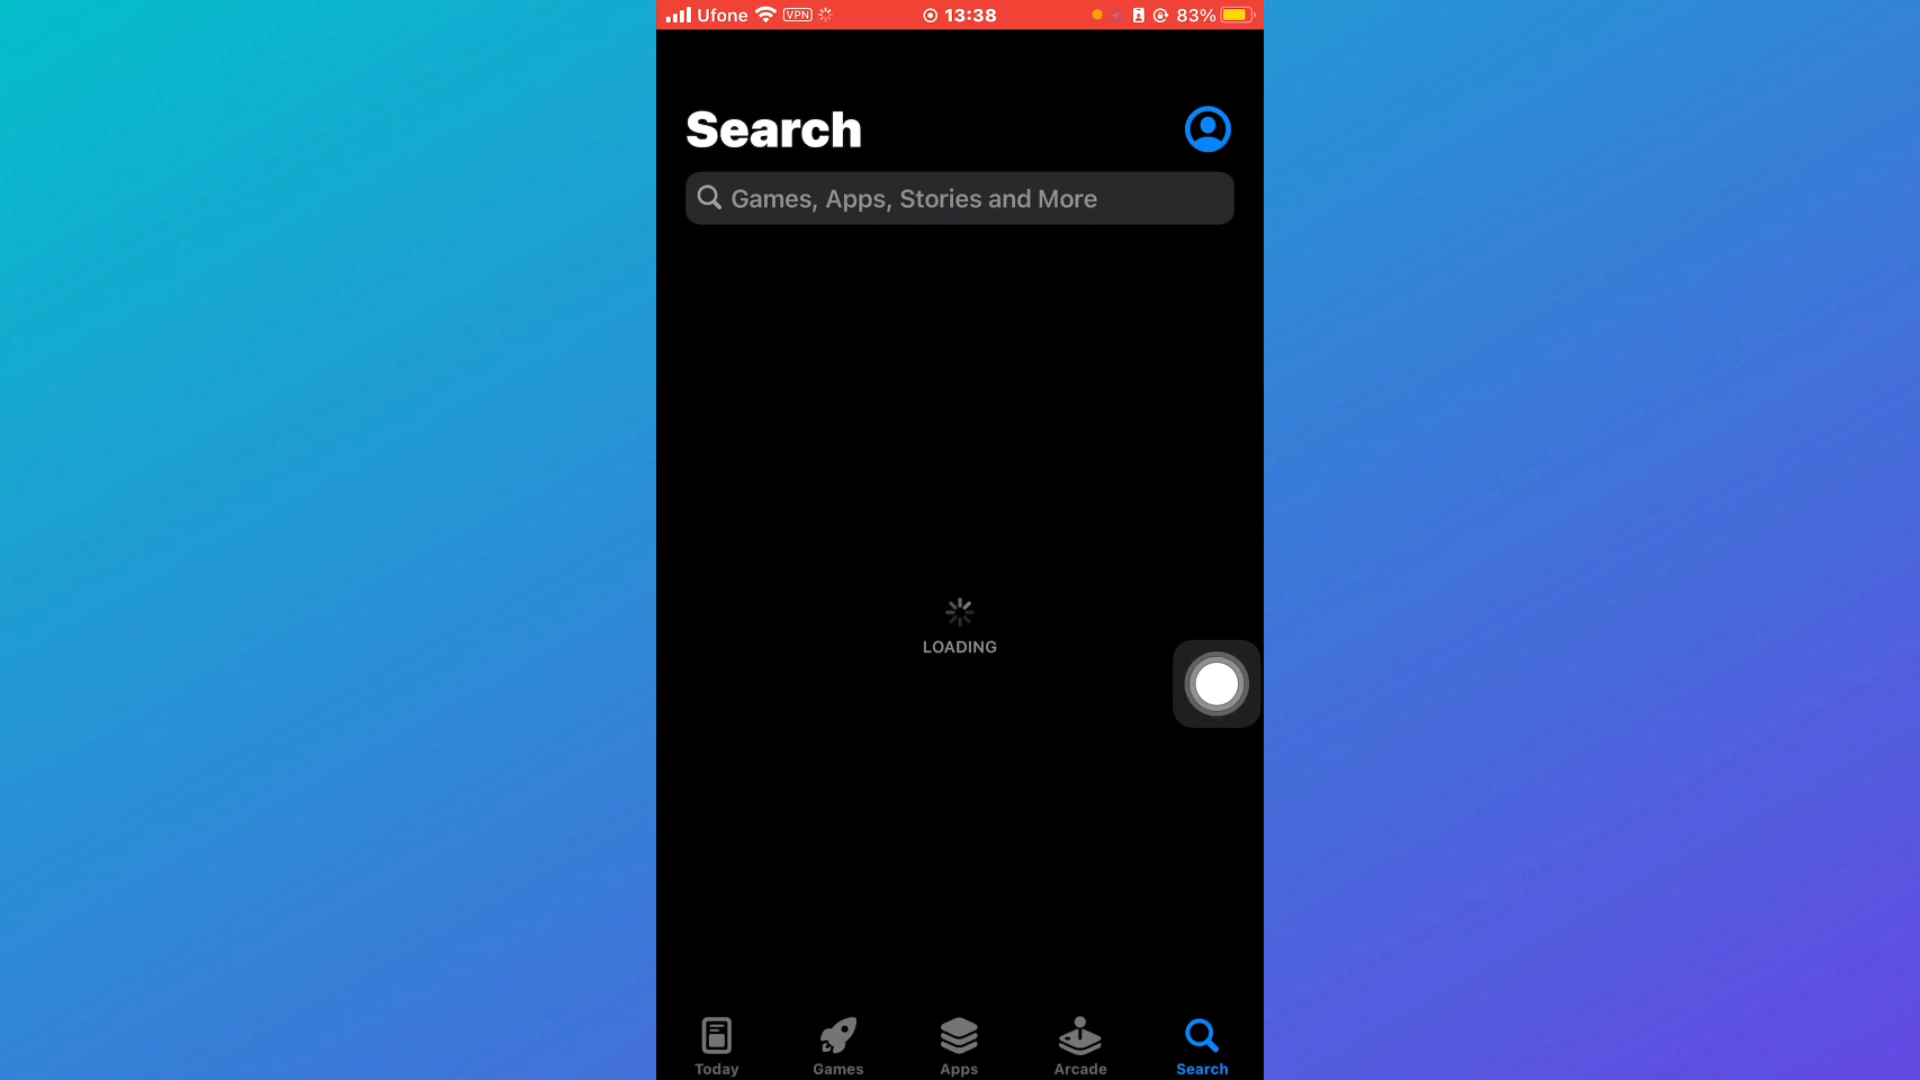 Ufone VPN 13:38 83%
Search
Games, Apps, Stories and More
LOADING
Today Games Apps Arcade Search